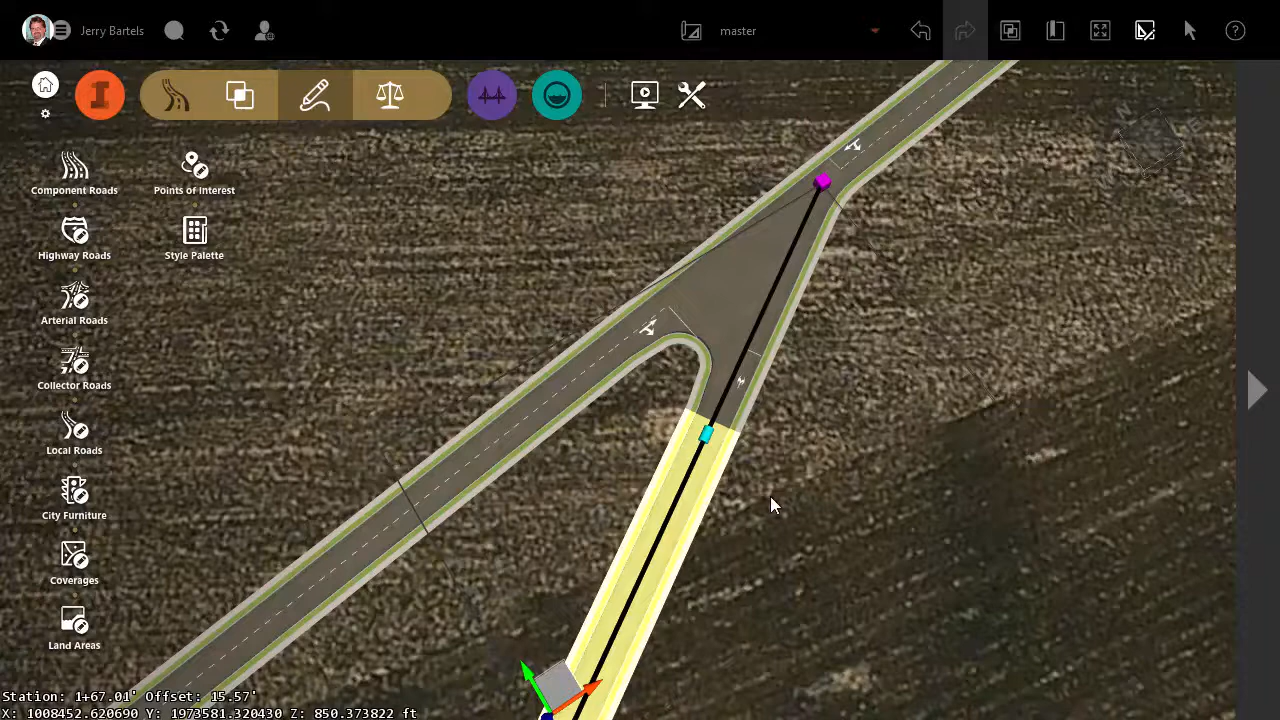 Jerry Bartels
master
Component Roads
Points of Interest
Highway Roads
Style Palette
Arterial Roads
Collector Roads
Local Roads
City Furniture
Coverages
Land Areas
Station: 1+67.01' Offset: 15.57'
X: 1008452.620690 Y: 1973581.320430 Z: 850.373822 ft